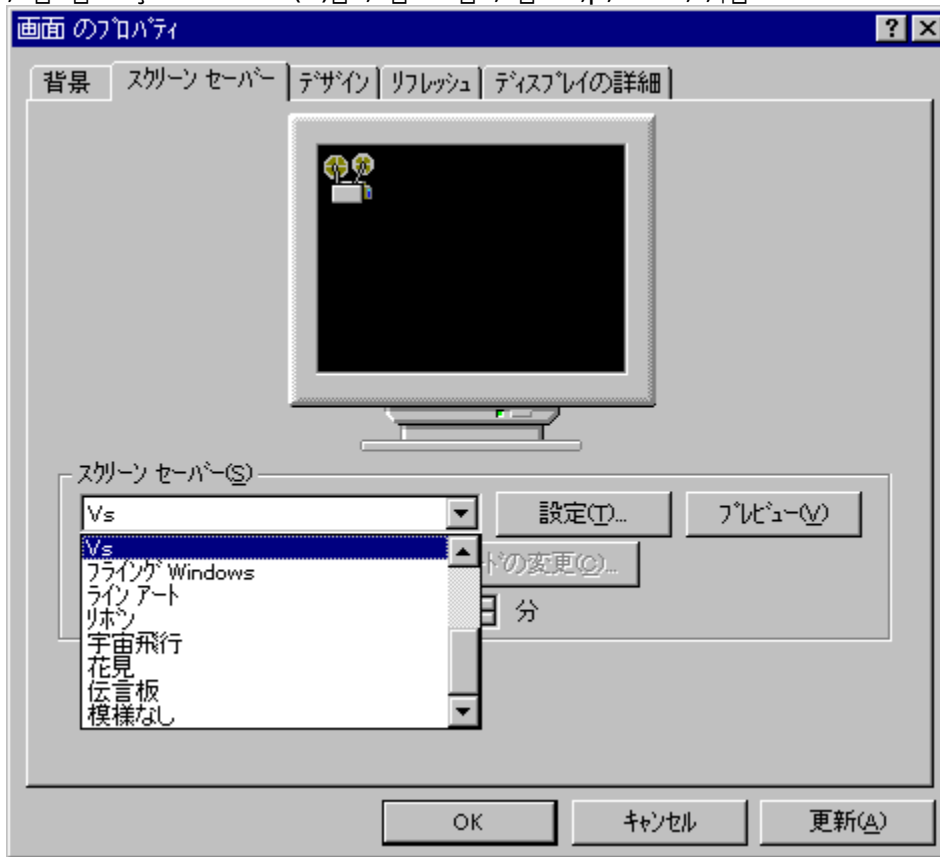 画面 のﾌﾟﾛﾊﾟﾃｨ
背景 ｽｸﾘｰﾝ ｾｰﾊﾞｰ ﾃﾞｻﾞｲﾝ ﾘﾌﾚｯｼｭ ﾃﾞｨｽﾌﾟﾚｲの詳細
ｽｸﾘｰﾝ ｾｰﾊﾞｰ(S)
Vs 設定(T)... ﾌﾟﾚﾋﾞｭｰ(V)
Vs
ﾌﾗｲﾝｸﾞ Windows
ﾄﾞの変更(C)...
ﾗｲﾝ ｱｰﾄ
ﾘﾎﾞﾝ
分
宇宙飛行
花見
伝言板
模様なし
OK ｷｬﾝｾﾙ 更新(A)